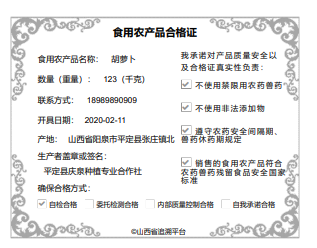 食用农产品合格证
食用农产品名称： 胡萝卜
数量（重量）： 123（千克）
联系方式： 18989890909
开具日期： 2020-02-11
产地： 山西省阳泉市平定县张庄镇北
生产者盖章或签名：
平定县庆泉种植专业合作社
确保合格方式：
我承诺对产品质量安全以
及合格证真实性负责：
不使用禁限用农药兽药
不使用非法添加物
遵守农药安全间隔期、
兽药休药期规定
销售的食用农产品符合
农药兽药残留食品安全国家
标准
自检合格 委托检测合格 内部质量控制合格 自我承诺合格
©山西省追溯平台